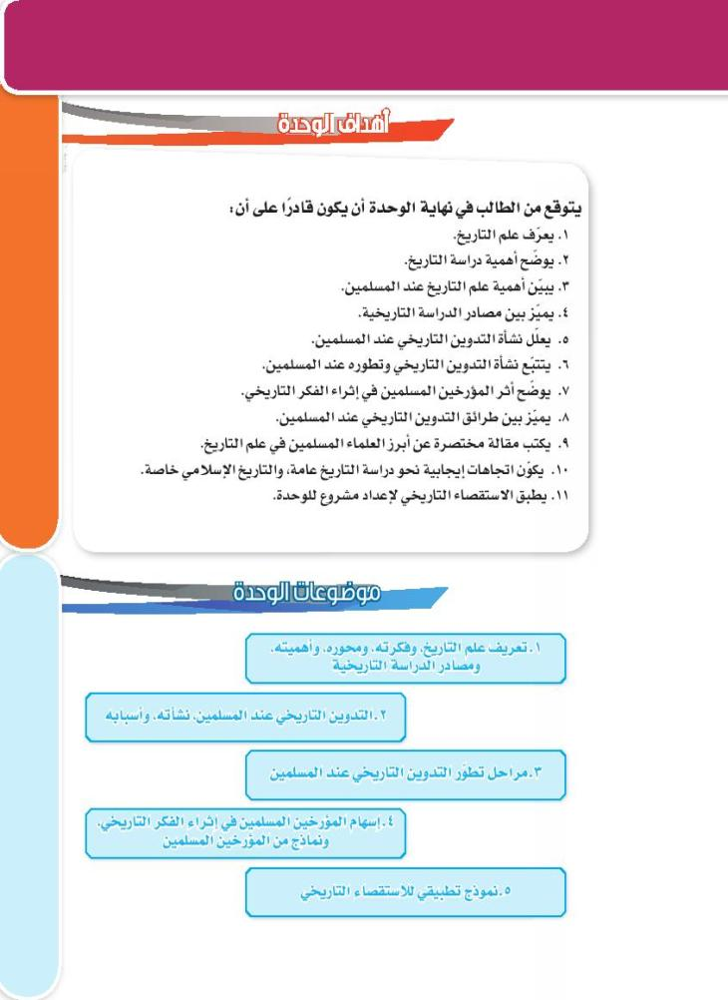 أهداف الوحدة
يتوقع من الطالب في نهاية الوحدة أن يكون قادرًا على أن:
١. يعرّف علم التاريخ.
٢. يوضّح أهمية دراسة التاريخ.
٣. يبيّن أهمية علم التاريخ عند المسلمين.
٤. يميّز بين مصادر الدراسة التاريخية.
٥. يعلّل نشأة التدوين التاريخي عند المسلمين.
٦. يتتبّع نشأة التدوين التاريخي وتطوره عند المسلمين.
٧. يوضّح أثر المؤرخين المسلمين في إثراء الفكر التاريخي.
٨. يميّز بين طرائق التدوين التاريخي عند المسلمين.
٩. يكتب مقالة مختصرة عن أبرز العلماء المسلمين في علم التاريخ.
١٠. يكوّن اتجاهات إيجابية نحو دراسة التاريخ عامة، والتاريخ الإسلامي خاصة.
١١. يطبق الاستقصاء التاريخي لإعداد مشروع للوحدة.
موضوعات الوحدة
١. تعريف علم التاريخ، وفكرته، ومحوره، وأهميته،
ومصادر الدراسة التاريخية
٢. التدوين التاريخي عند المسلمين، نشأته، وأسبابه
٣. مراحل تطوّر التدوين التاريخي عند المسلمين
٤. إسهام المؤرخين المسلمين في إثراء الفكر التاريخي،
ونماذج من المؤرخين المسلمين
٥. نموذج تطبيقي للاستقصاء التاريخي